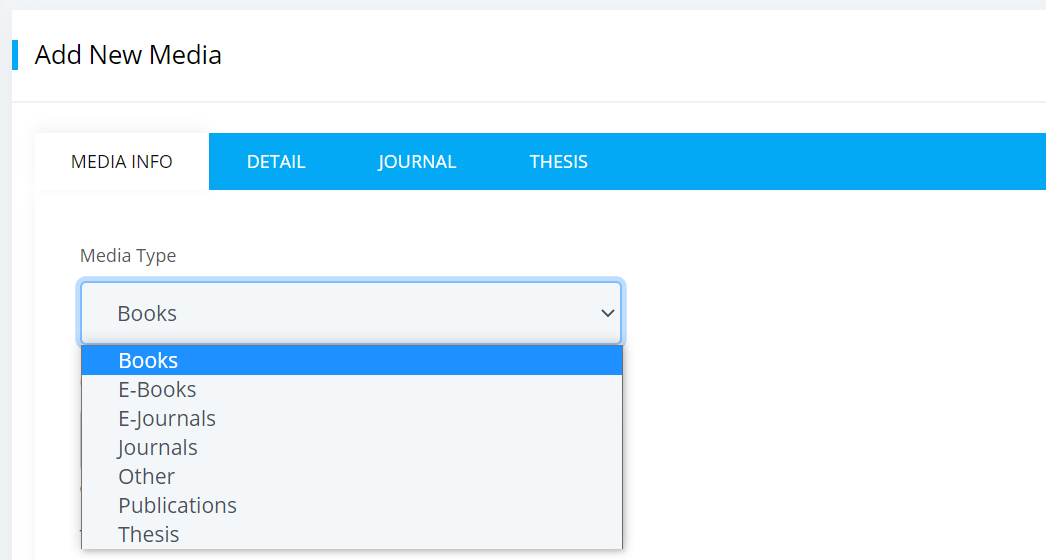 Add New Media
MEDIA INFO DETAIL JOURNAL THESIS
Media Type
Books
Books
E-Books
E-Journals
Journals
Other
Publications
Thesis